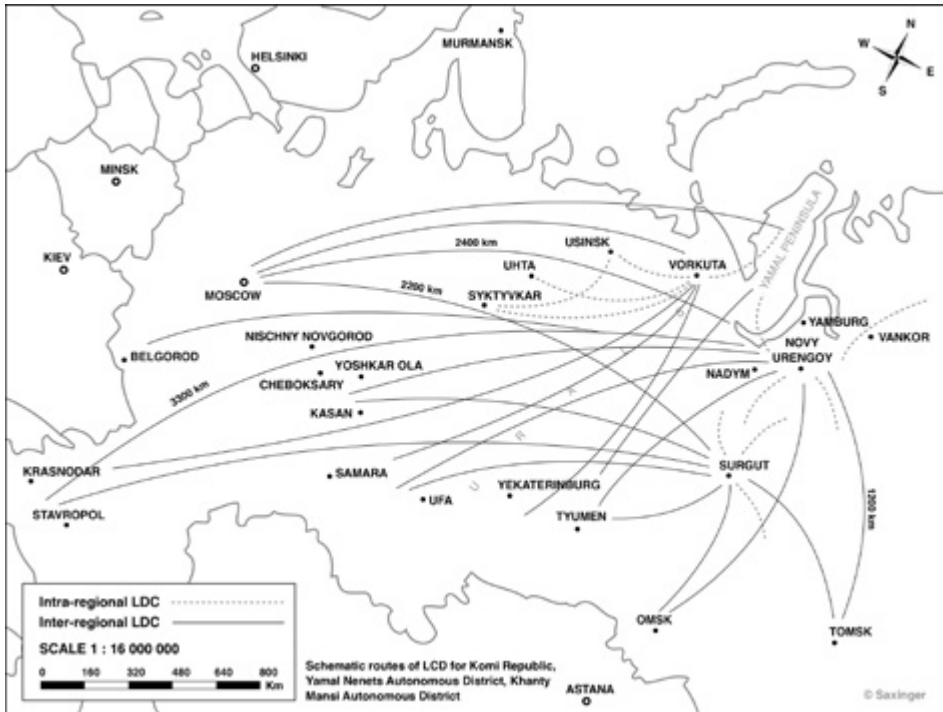 MURMANSK
N
W
E
S
HELSINKI
MINSK
KIEV
MOSCOW
2400 km
2200 km
USINSK
UHTA
SYKTYVKAR
VORKUTA
YAMAL PENINSULA
YAMBURG
NOVY
URENGOY
VANKOR
NADYM
BELGOROD
NISCHNY NOVGOROD
YOSHKAR OLA
CHEBOKSARY
KASAN
3300 km
U R A L S
KRASNODAR
STAVROPOL
SAMARA
UFA
YEKATERINBURG
TYUMEN
SURGUT
1200 km
OMSK
TOMSK
ASTANA
Intra-regional LDC
Inter-regional LDC
SCALE 1 : 16 000 000
0 160 320 480 640 800
Km
Schematic routes of LCD for Komi Republic,
Yamal Nenets Autonomous District, Khanty
Mansi Autonomous District
© Saxinger